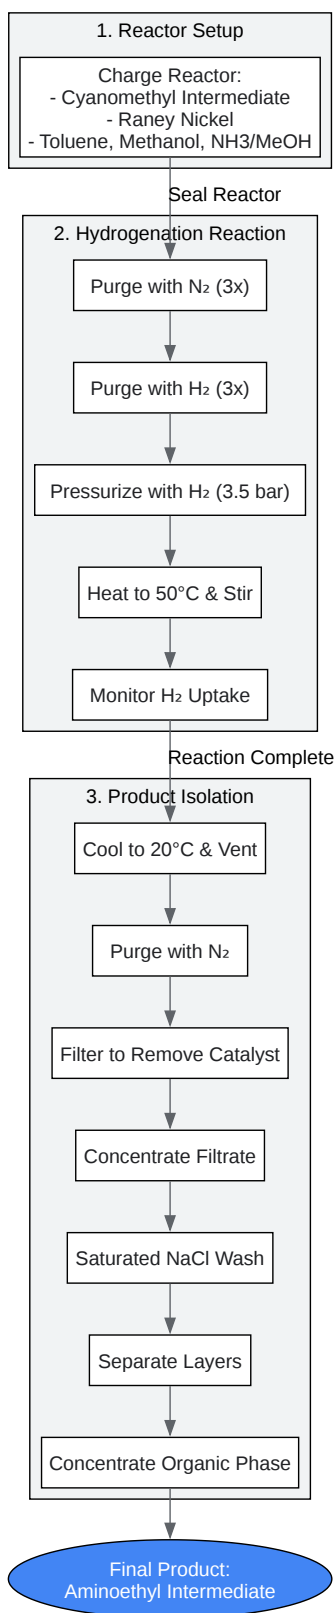 1. Reactor Setup
Charge Reactor:
- Cyanomethyl Intermediate
- Raney Nickel
- Toluene, Methanol, NH3/MeOH
Seal Reactor
2. Hydrogenation Reaction
Purge with N₂ (3x)
Purge with H₂ (3x)
Pressurize with H₂ (3.5 bar)
Heat to 50°C & Stir
Monitor H₂ Uptake
Reaction Complete
3. Product Isolation
Cool to 20°C & Vent
Purge with N₂
Filter to Remove Catalyst
Concentrate Filtrate
Saturated NaCl Wash
Separate Layers
Concentrate Organic Phase
Final Product:
Aminoethyl Intermediate